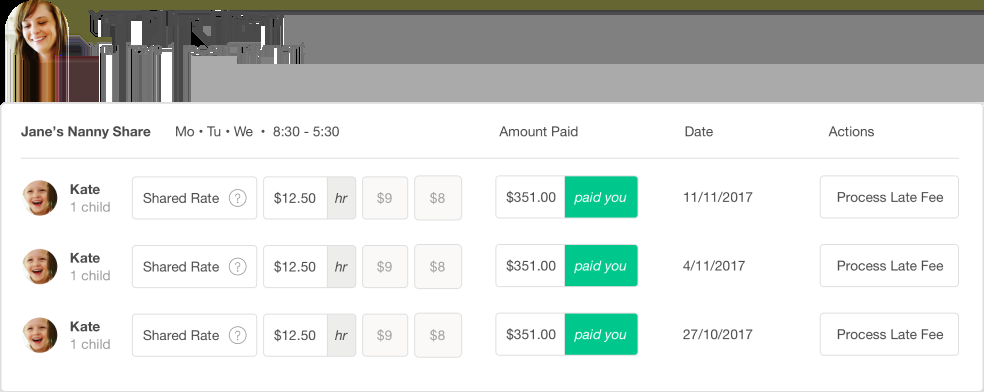 Jane's Nanny Share Mo • Tu • We • 8:30 - 5:30 Amount Paid Date Actions
Kate
1 child
Shared Rate ? $12.50 hr $9 $8 $351.00 paid you 11/11/2017 Process Late Fee
Kate
1 child
Shared Rate ? $12.50 hr $9 $8 $351.00 paid you 4/11/2017 Process Late Fee
Kate
1 child
Shared Rate ? $12.50 hr $9 $8 $351.00 paid you 27/10/2017 Process Late Fee